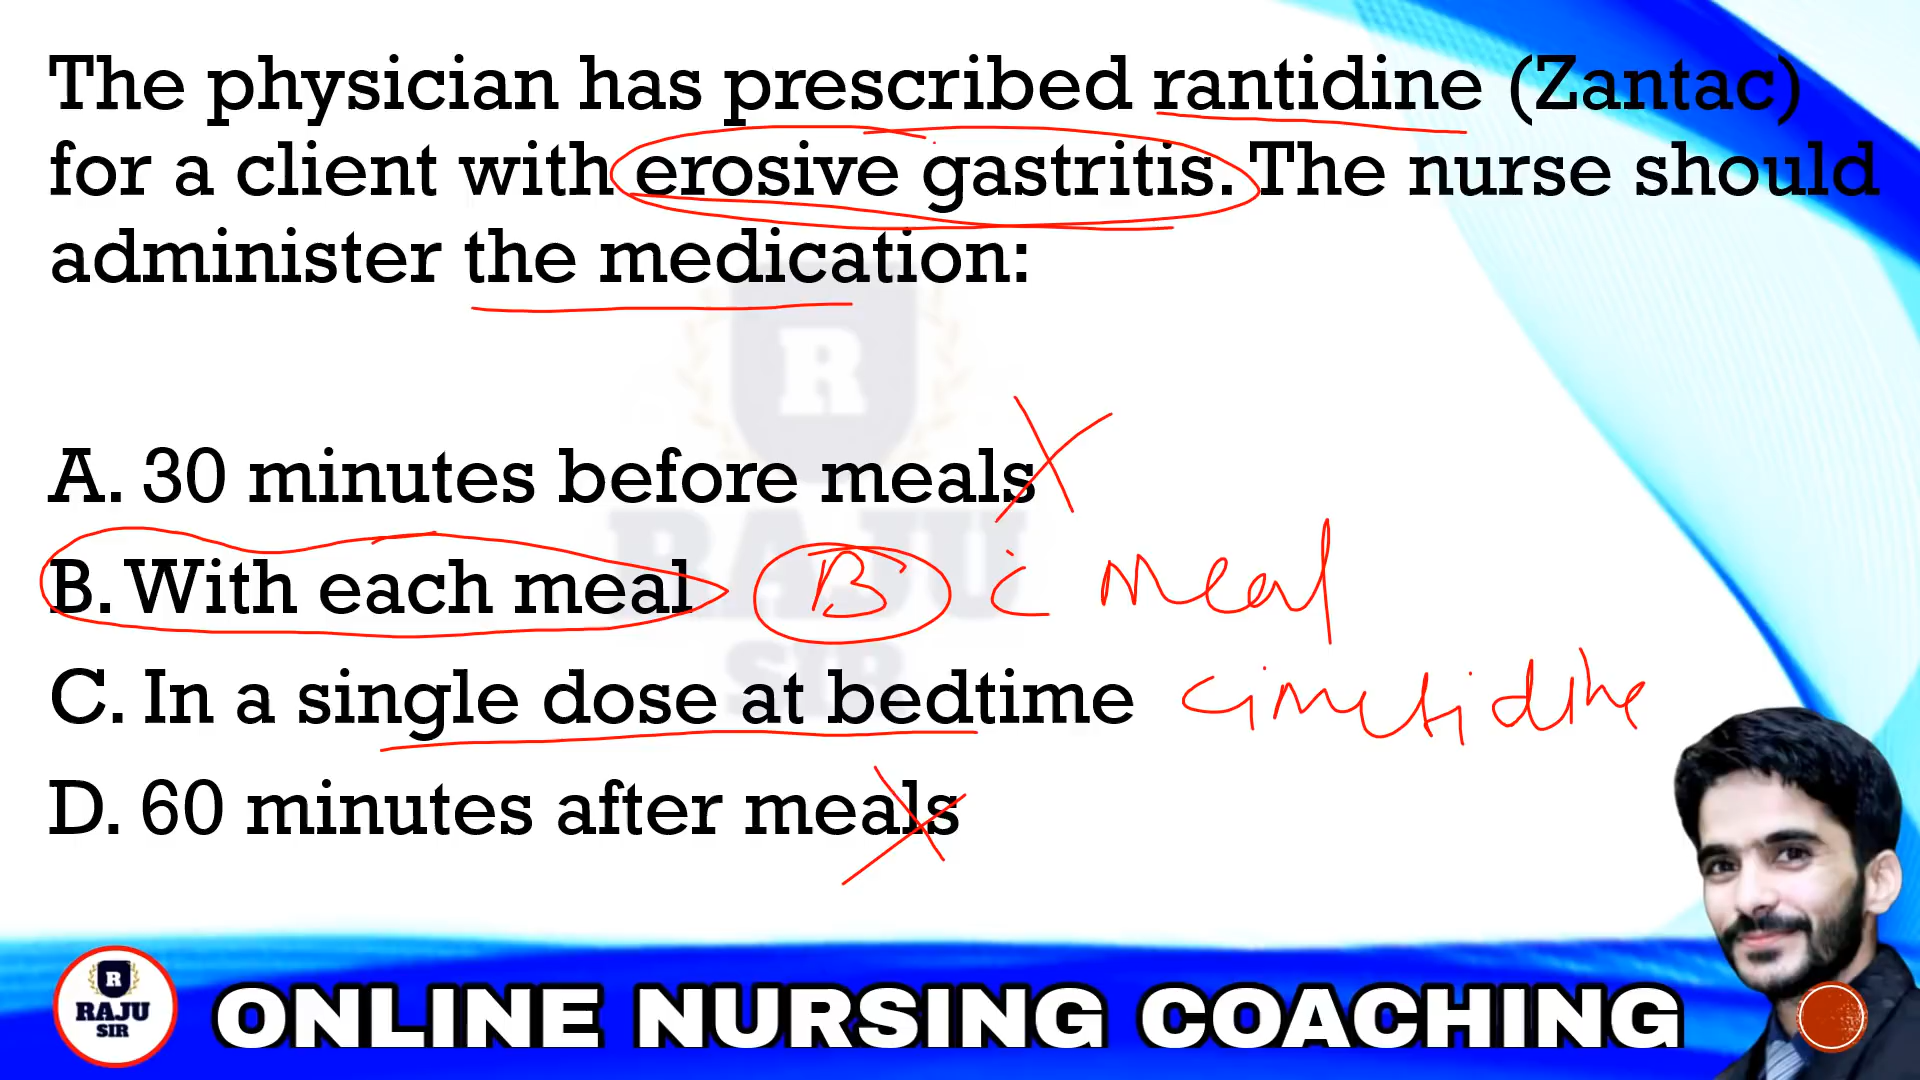 The physician has prescribed rantidine (Zantac)
for a client with erosive gastritis. The nurse should
administer the medication:
R
RAJU
SIR
A. 30 minutes before meals
B. With each meal B c meal
C. In a single dose at bedtime cimetidine
D. 60 minutes after meals
R
RAJU
SIR
ONLINE NURSING COACHING